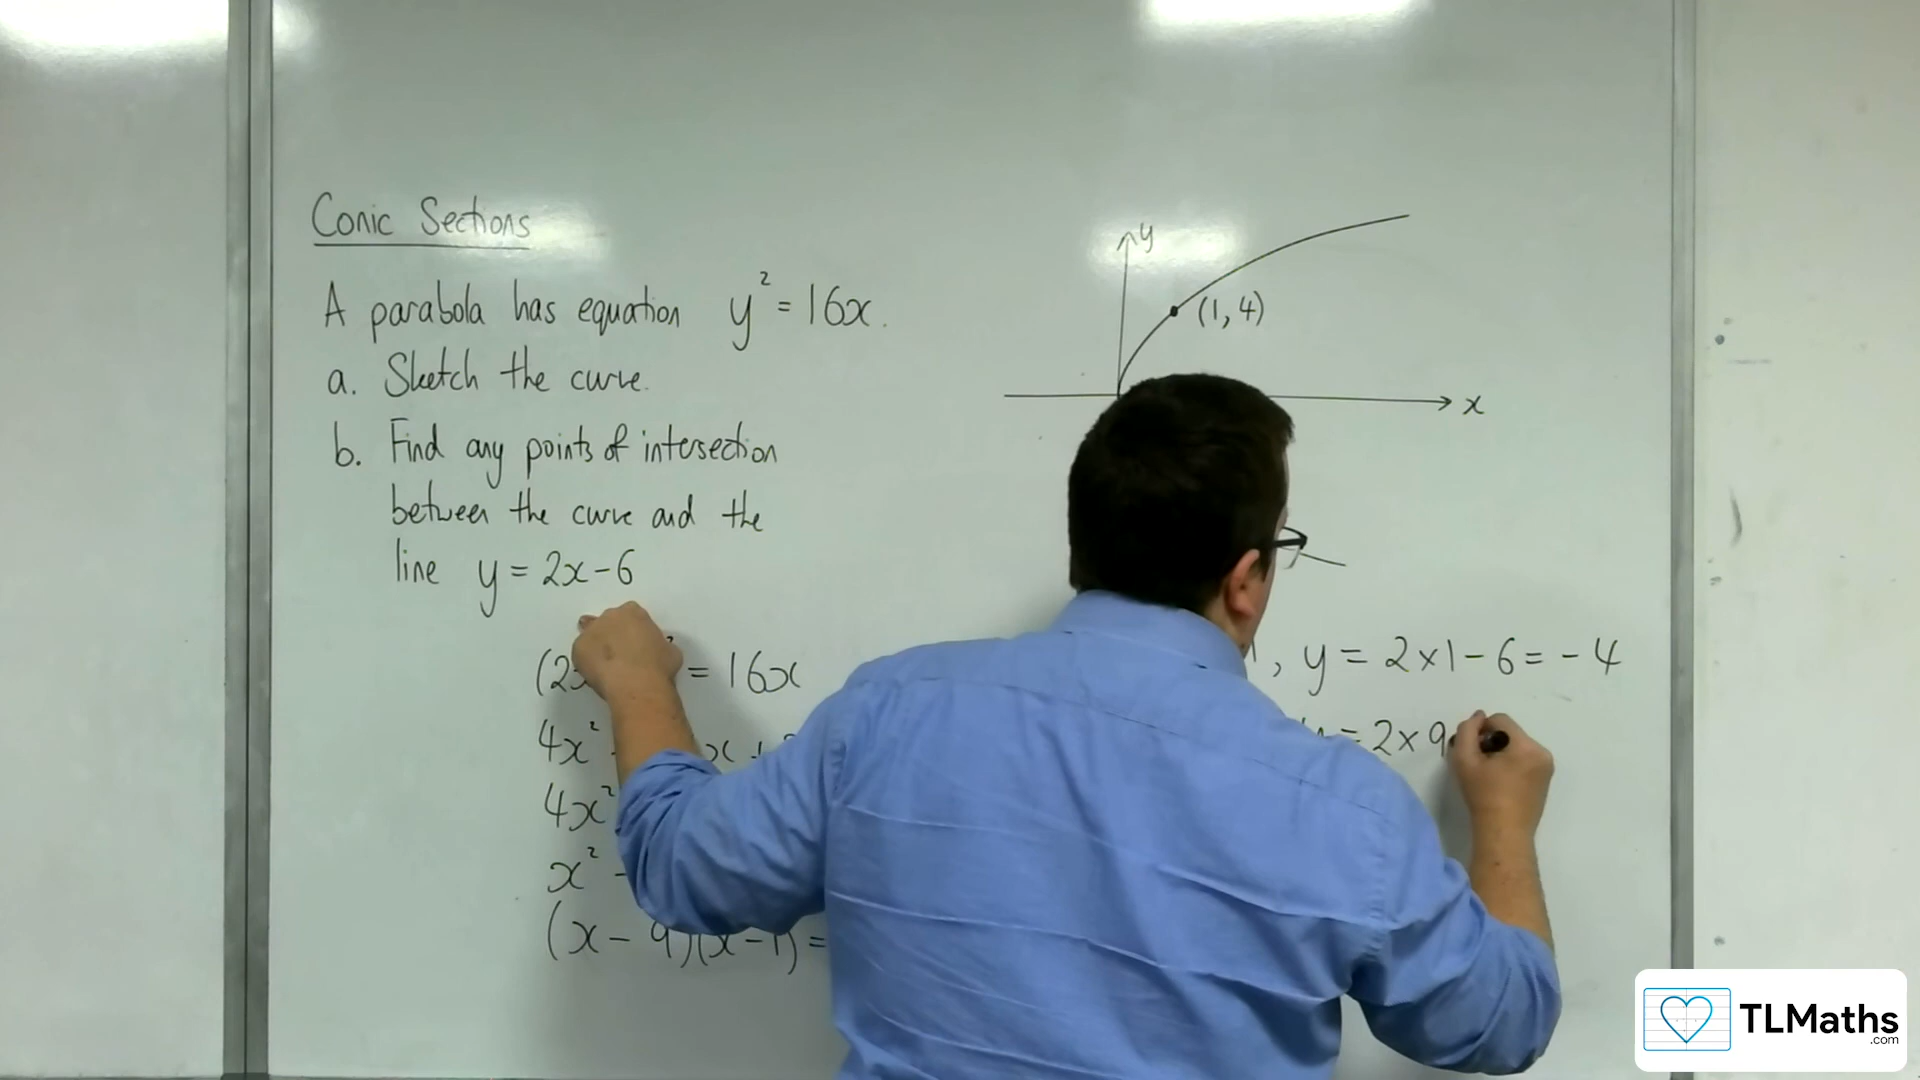 Conic Sections
A parabola has equation y² = 16x.
a. Sketch the curve.
b. Find any points of intersection
between the curve and the
line y = 2x - 6
(2x ² = 16x
4x² - x +
4x²
x² -
(x - 9)(x - 1) =
y
(1, 4)
x
, y = 2×1 - 6 = -4
y = 2×9
TLMaths
.com